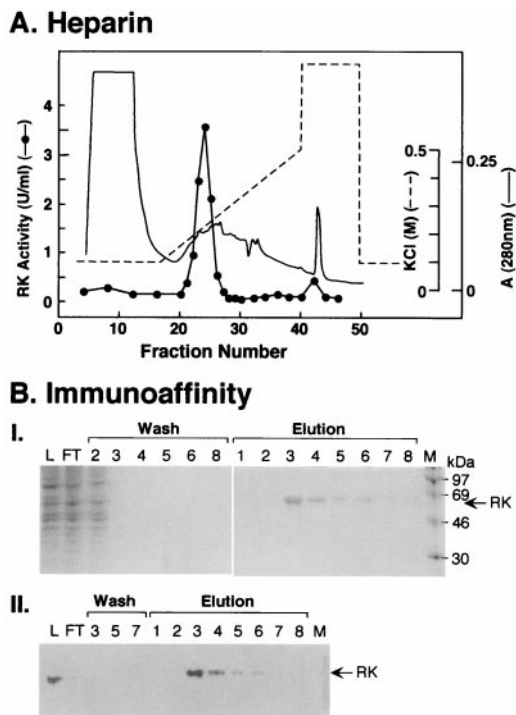 A. Heparin
RK Activity (U/ml) (—●—)
4
3
2
1
0
0 10 20 30 40 50
Fraction Number
0.5
0
KCl (M) (----)
0.25
0
A (280nm) (——)
B. Immunoaffinity
I.
Wash Elution
L FT 2 3 4 5 6 8 1 2 3 4 5 6 7 8 M
kDa
97
69
RK
46
30
II.
Wash Elution
L FT 3 5 7 1 2 3 4 5 6 7 8 M
RK